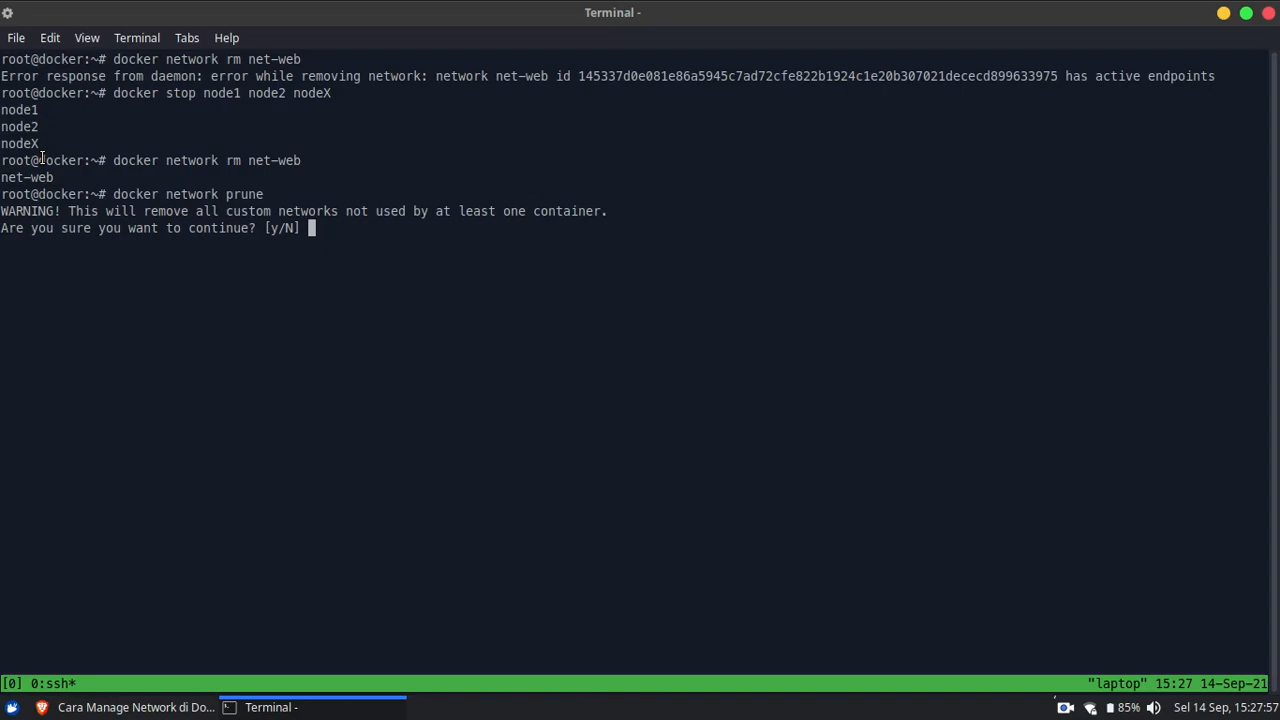 Terminal -
File Edit View Terminal Tabs Help
root@docker:~# docker network rm net-web
Error response from daemon: error while removing network: network net-web id 145337d0e081e86a5945c7ad72cfe822b1924c1e20b307021dececd899633975 has active endpoints
root@docker:~# docker stop node1 node2 nodeX
node1
node2
nodeX
root@docker:~# docker network rm net-web
net-web
root@docker:~# docker network prune
WARNING! This will remove all custom networks not used by at least one container.
Are you sure you want to continue? [y/N]
[0] 0:ssh* "laptop" 15:27 14-Sep-21
Cara Manage Network di Do... Terminal - 85% Sel 14 Sep, 15:27:57